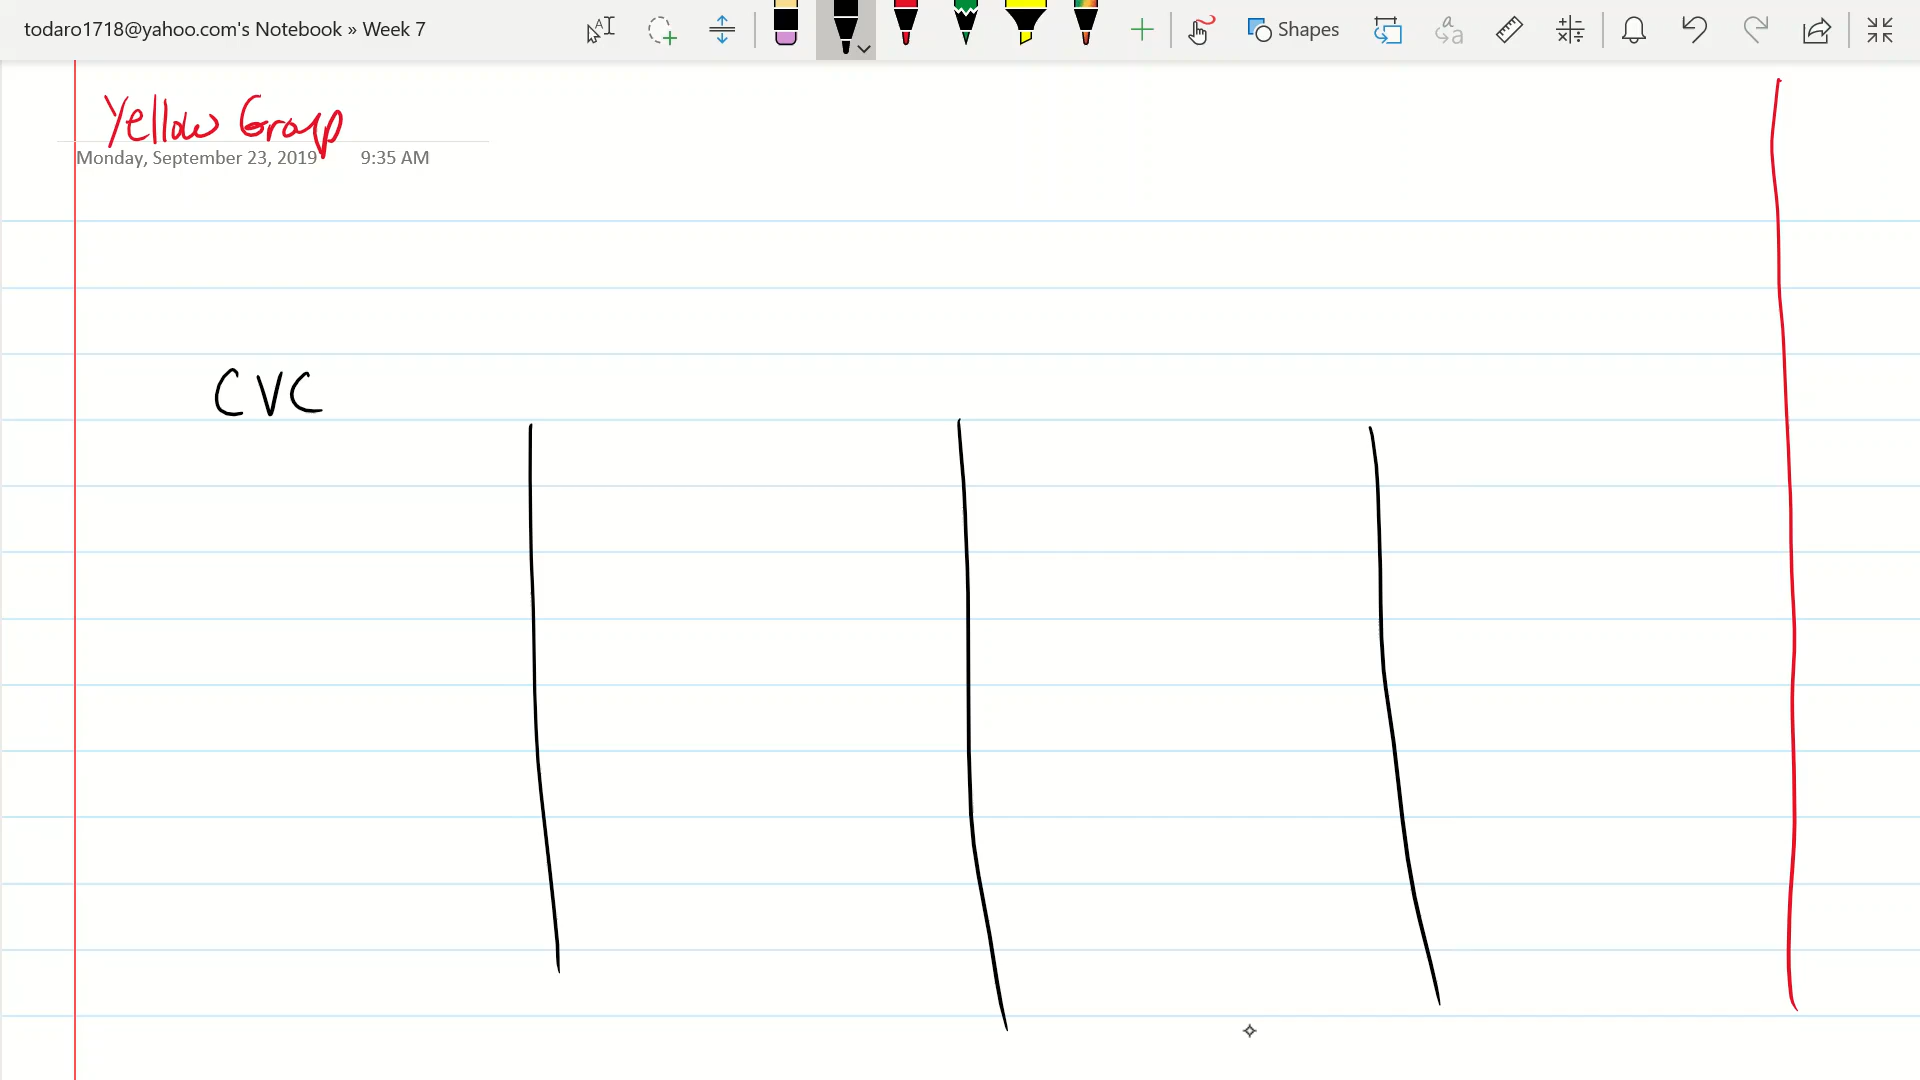 todaro1718@yahoo.com's Notebook » Week 7
Shapes
Yellow Group
Monday, September 23, 2019 9:35 AM
CVC